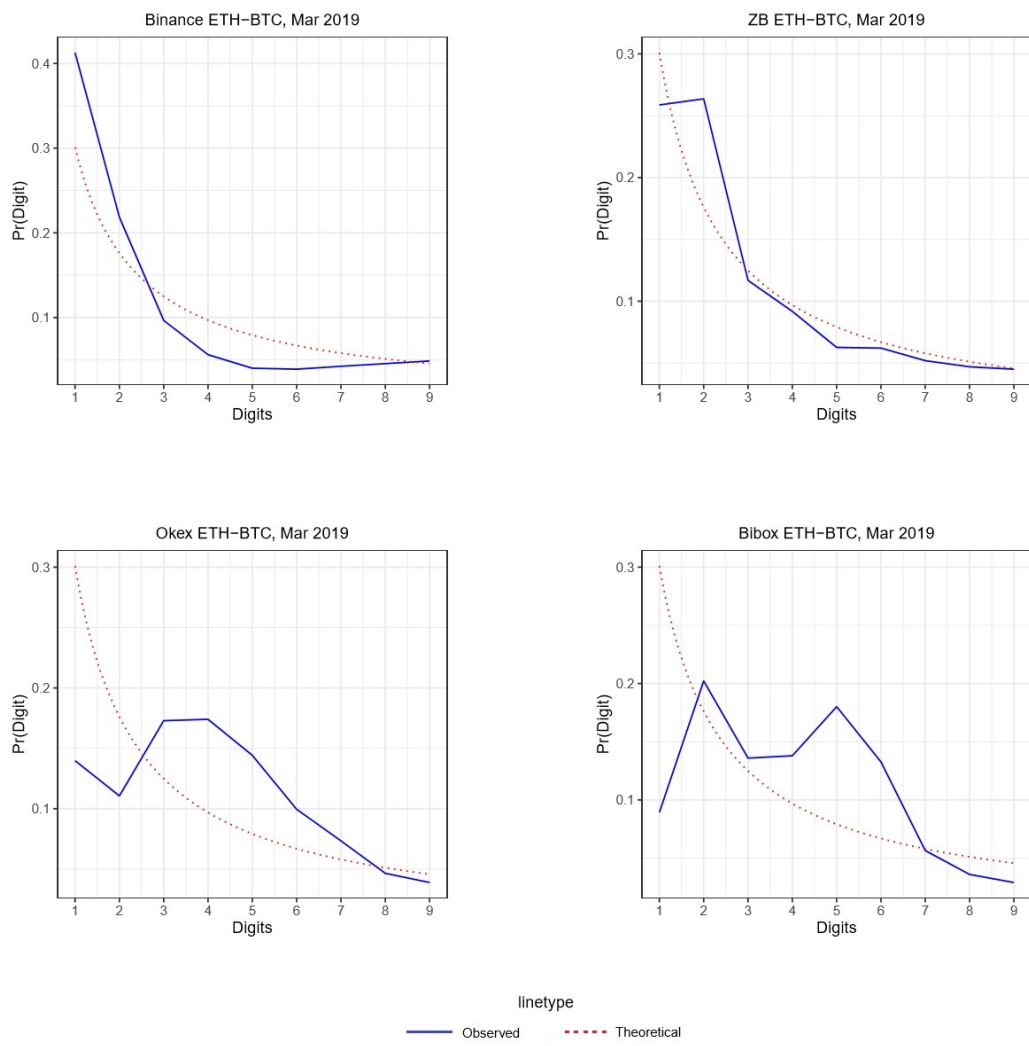 Binance ETH−BTC, Mar 2019
Pr(Digit)
0.4
0.3
0.2
0.1
1 2 3 4 5 6 7 8 9
Digits
ZB ETH−BTC, Mar 2019
Pr(Digit)
0.3
0.2
0.1
1 2 3 4 5 6 7 8 9
Digits
Okex ETH−BTC, Mar 2019
Pr(Digit)
0.3
0.2
0.1
1 2 3 4 5 6 7 8 9
Digits
Bibox ETH−BTC, Mar 2019
Pr(Digit)
0.3
0.2
0.1
1 2 3 4 5 6 7 8 9
Digits
linetype
Observed Theoretical